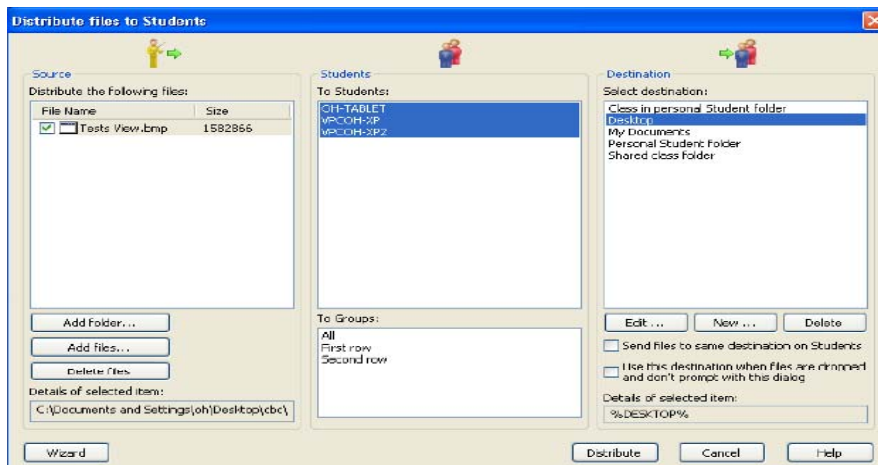 Distribute files to Students
Source
Distribute the following files:
File Name Size
Tests View.bmp 1582866
Add folder...
Add files...
Delete files
Details of selected item:
C:\Documents and Settings\oh\Desktop\cbc\
Students
To Students:
OH-TABLET
VPCOH-XP
VPCOH-XP2
To Groups:
All
First row
Second row
Destination
Select destination:
Class in personal Student folder
Desktop
My Documents
Personal Student folder
Shared class folder
Edit ... New ... Delete
Send files to same destination on Students
Use this destination when files are dropped
and don't prompt with this dialog
Details of selected item:
%DESKTOP%
Wizard Distribute Cancel Help